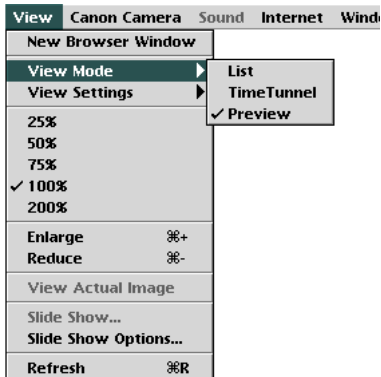 View Canon Camera Sound Internet
New Browser Window
View Mode
View Settings
List
TimeTunnel
✓ Preview
25%
50%
75%
✓ 100%
200%
Enlarge ⌘+
Reduce ⌘-
View Actual Image
Slide Show...
Slide Show Options...
Refresh ⌘R